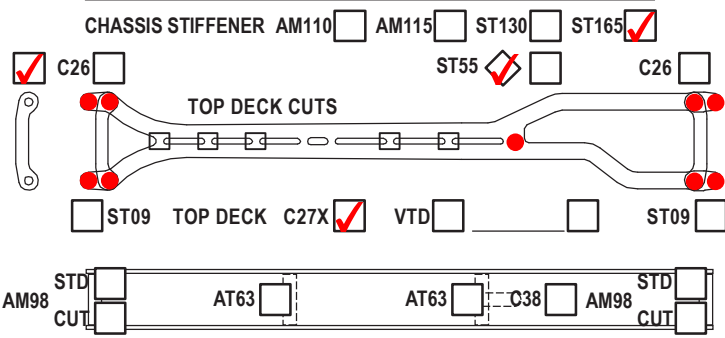 CHASSIS STIFFENER AM110 AM115 ST130 ST165
C26 ST55 C26
TOP DECK CUTS
ST09 TOP DECK C27X VTD ST09
STD STD
AM98 AT63 AT63 C38 AM98
CUT CUT